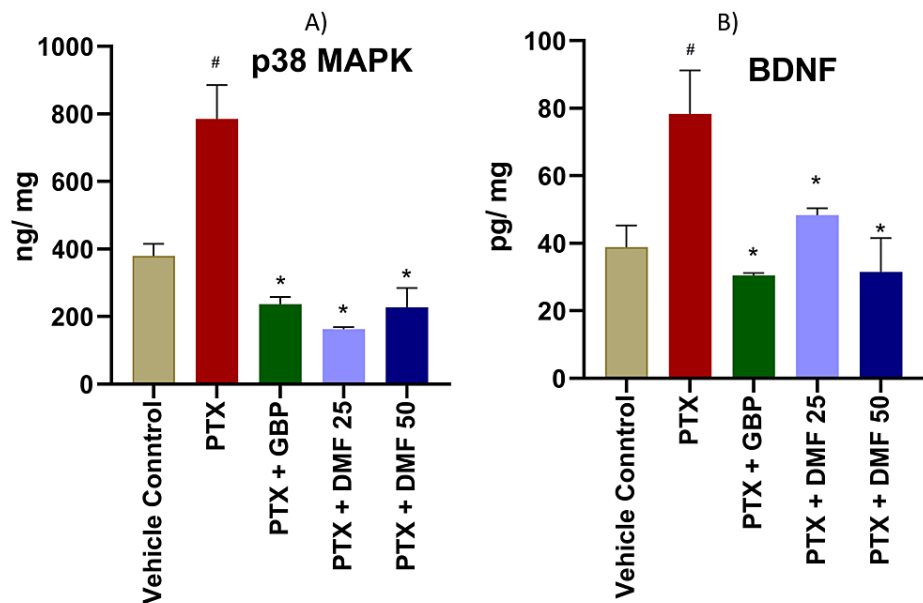 A)
p38 MAPK
ng/ mg
1000
800
600
400
200
0
#
*
*
*
Vehicle Conntrol
PTX
PTX + GBP
PTX + DMF 25
PTX + DMF 50
B)
BDNF
pg/ mg
100
80
60
40
20
0
#
*
*
*
Vehicle Control
PTX
PTX + GBP
PTX + DMF 25
PTX + DMF 50